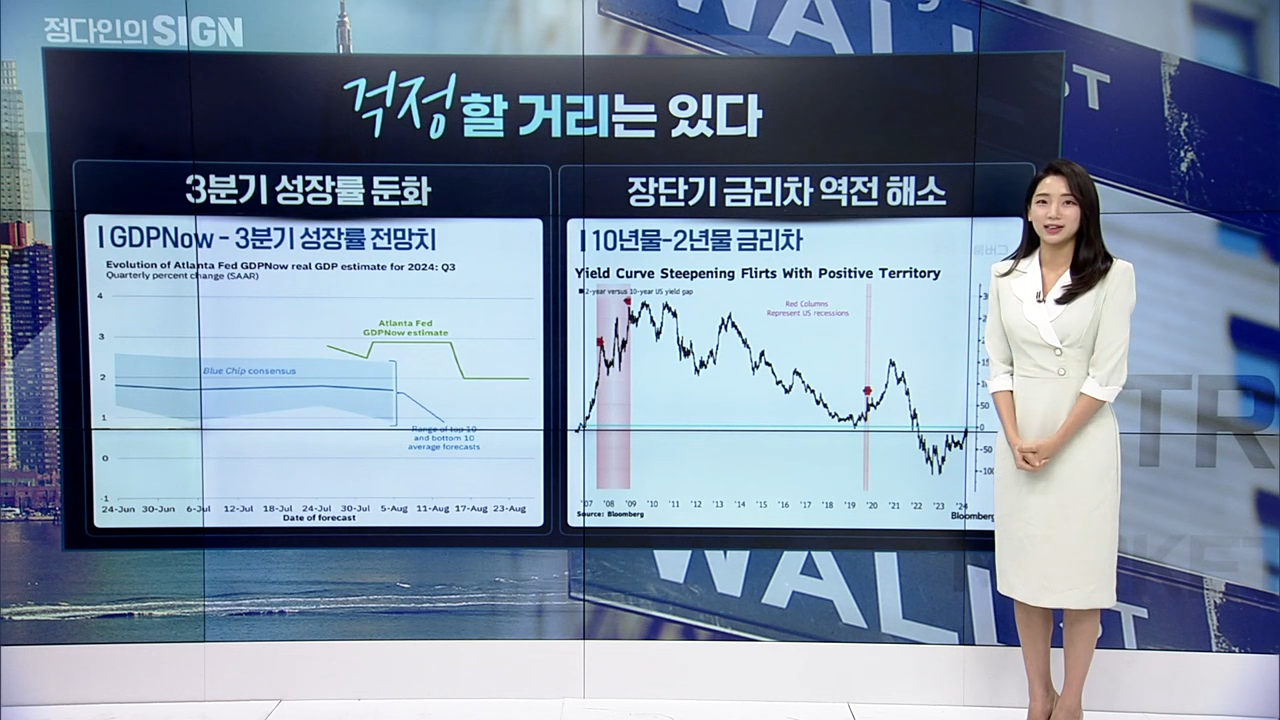 정다인의 SIGN
WALL
ST
걱정할 거리는 있다
3분기 성장률 둔화
GDPNow - 3분기 성장률 전망치
Evolution of Atlanta Fed GDPNow real GDP estimate for 2024: Q3
Quarterly percent change (SAAR)
4
3
2
1
0
-1
Atlanta Fed
GDPNow estimate
Blue Chip consensus
Range of top 10
and bottom 10
average forecasts
24-Jun 30-Jun 6-Jul 12-Jul 18-Jul 24-Jul 30-Jul 5-Aug 11-Aug 17-Aug 23-Aug
Date of forecast
장단기 금리차 역전 해소
10년물-2년물 금리차
Yield Curve Steepening Flirts With Positive Territory
2-year versus 10-year US yield gap
Red Columns
Represent US recessions
50
0
-50
'07 '08 '09 '10 '11 '12 '13 '14 '15 '16 '17 '18 '19 '20 '21 '22 '23 '24
Source: Bloomberg
Bloomberg
TR
WALL
ST